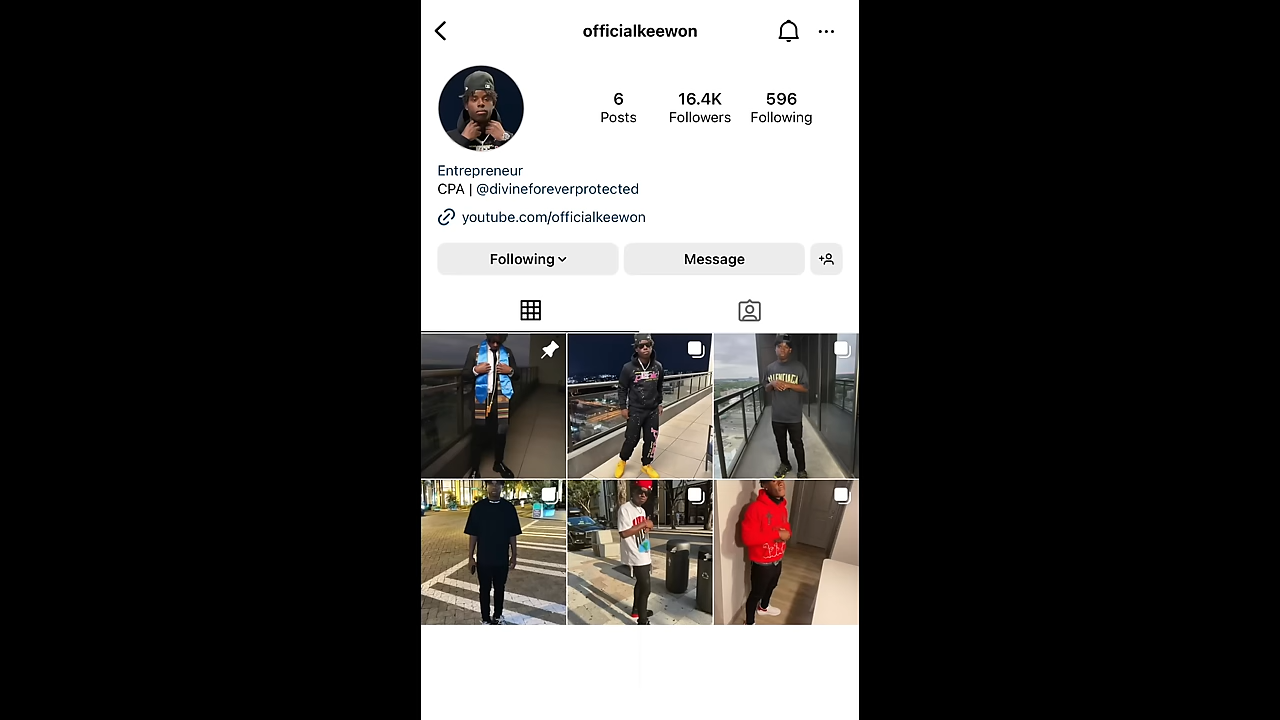 officialkeewon
6 16.4K 596
Posts Followers Following
Entrepreneur
CPA | @divineforeverprotected
youtube.com/officialkeewon
Following Message